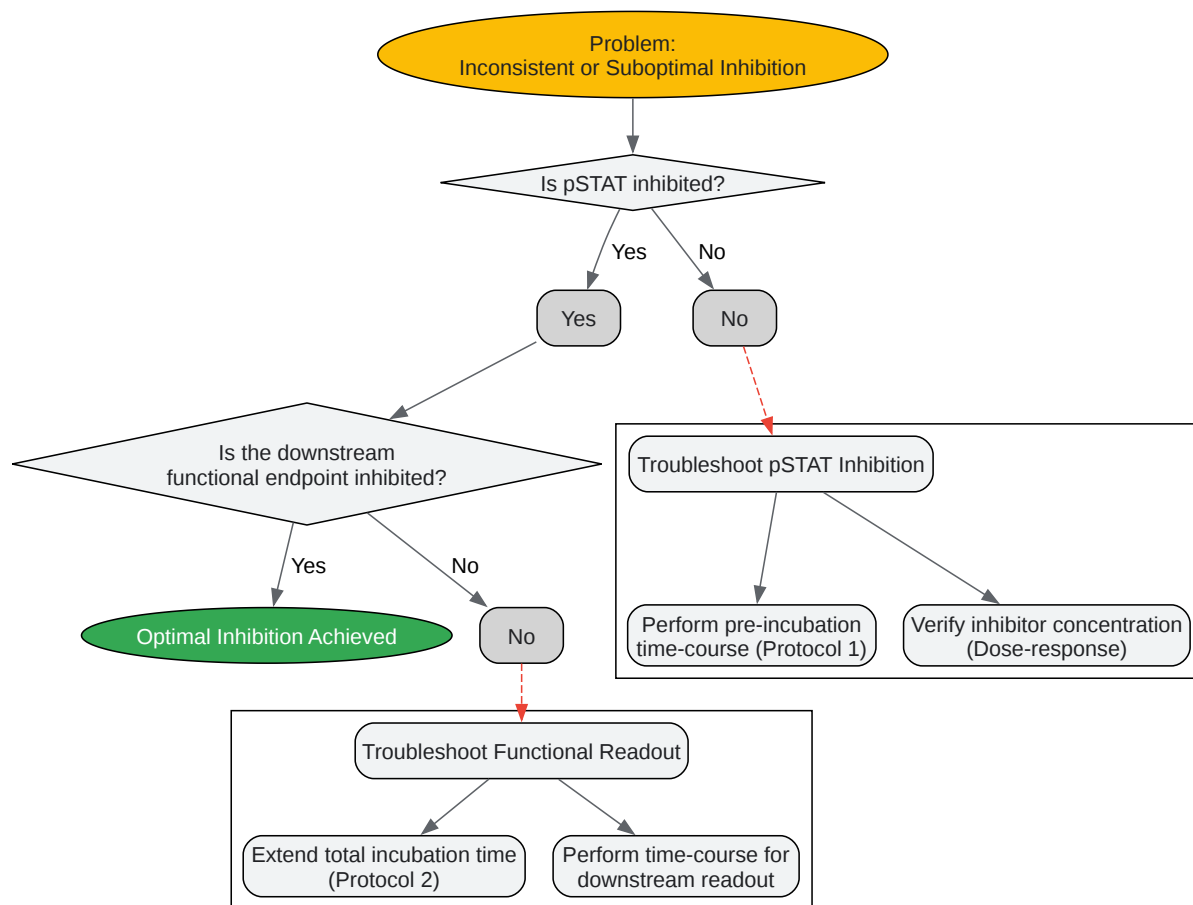 Problem:
Inconsistent or Suboptimal Inhibition
Is pSTAT inhibited?
Yes
No
Yes
No
Is the downstream
functional endpoint inhibited?
Troubleshoot pSTAT Inhibition
Yes
No
Optimal Inhibition Achieved
No
Perform pre-incubation
time-course (Protocol 1)
Verify inhibitor concentration
(Dose-response)
Troubleshoot Functional Readout
Extend total incubation time
(Protocol 2)
Perform time-course for
downstream readout